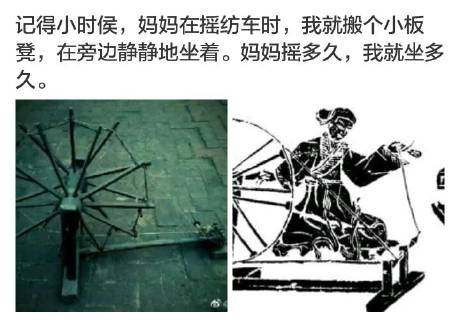 记得小时侯，妈妈在摇纺车时，我就搬个小板
凳，在旁边静静地坐着。妈妈摇多久，我就坐多
久。